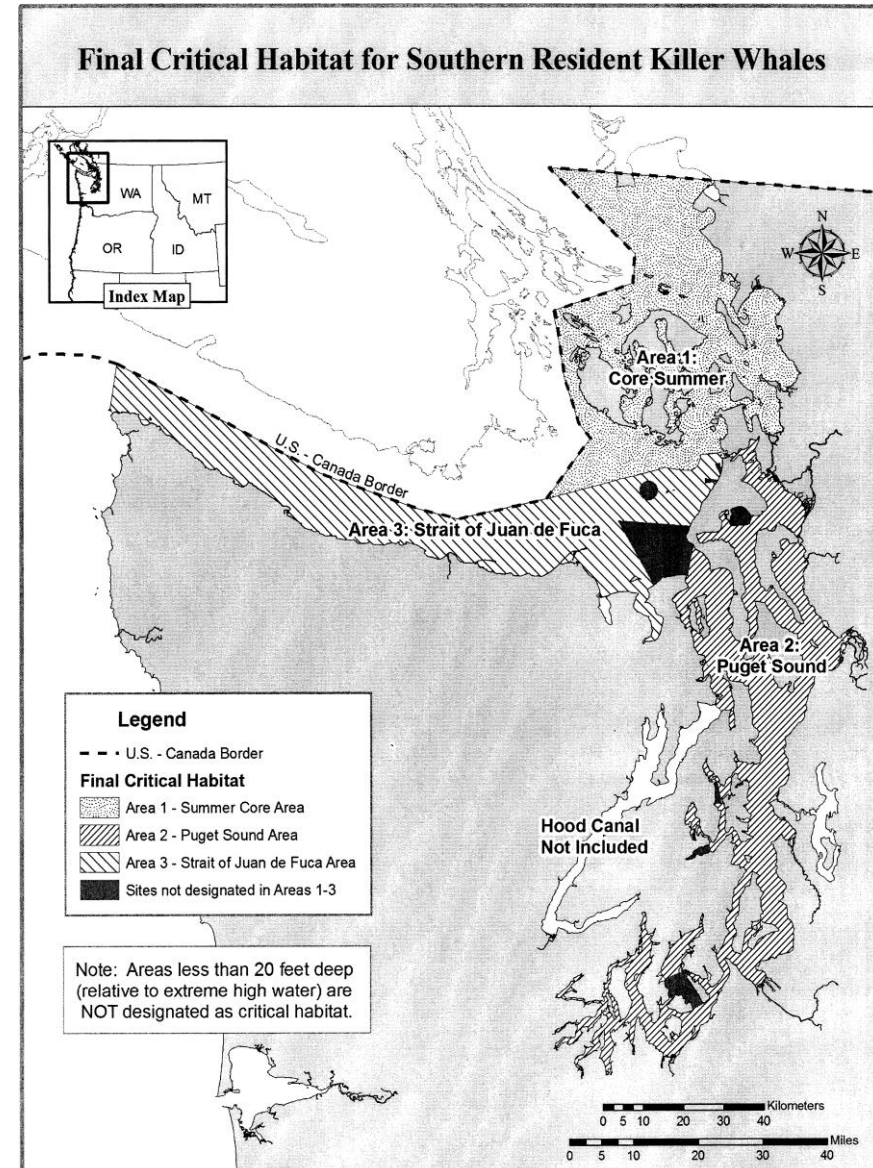 Final Critical Habitat for Southern Resident Killer Whales
WA
MT
OR
ID
Index Map
N
W E
S
Area 1:
Core Summer
U.S. - Canada Border
Area 3: Strait of Juan de Fuca
Area 2:
Puget Sound
Legend
U.S. - Canada Border
Final Critical Habitat
Area 1 - Summer Core Area
Area 2 - Puget Sound Area
Area 3 - Strait of Juan de Fuca Area
Sites not designated in Areas 1-3
Hood Canal
Not Included
Note: Areas less than 20 feet deep
(relative to extreme high water) are
NOT designated as critical habitat.
Kilometers
0 5 10 20 30 40
Miles
0 5 10 20 30 40